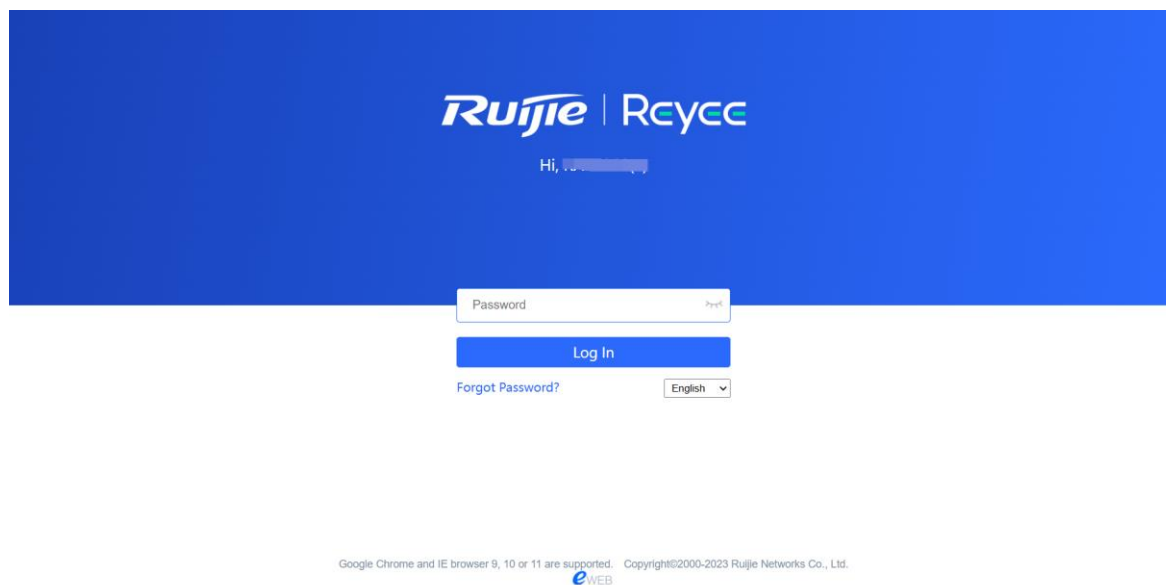 Ruijie | Reyee
Hi,
Password
Log In
Forgot Password?
English
Google Chrome and IE browser 9, 10 or 11 are supported. Copyright©2000-2023 Ruijie Networks Co., Ltd.
eWEB